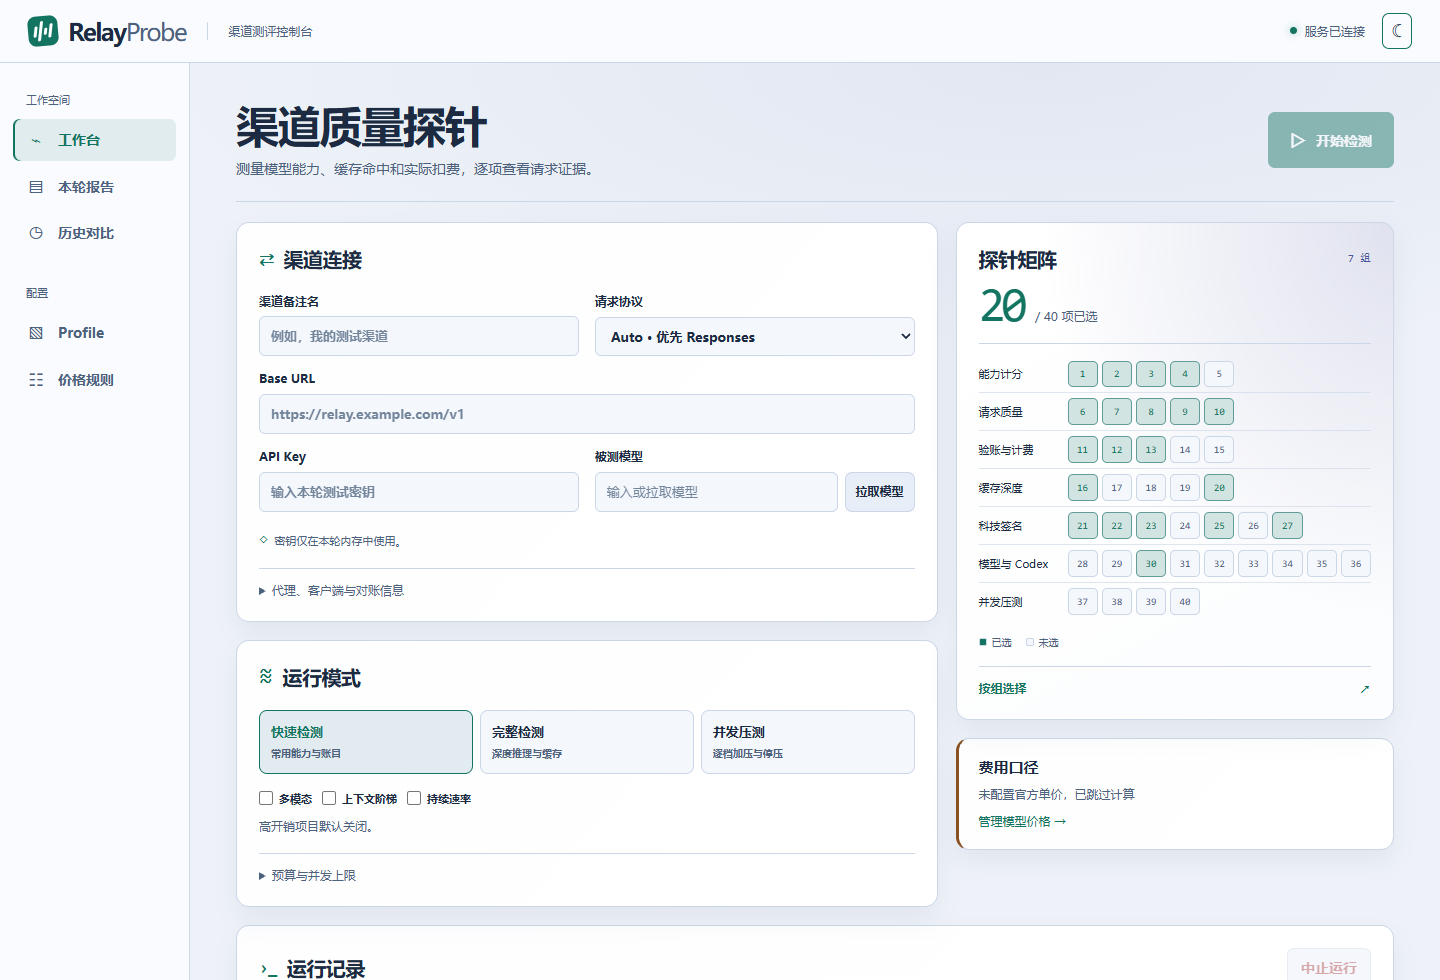 RelayProbe
渠道测评控制台
服务已连接
工作空间
工作台
本轮报告
历史对比
配置
Profile
价格规则
渠道质量探针
测量模型能力、缓存命中和实际扣费，逐项查看请求证据。
开始检测
渠道连接
渠道备注名
请求协议
例如，我的测试渠道
Auto • 优先 Responses
Base URL
https://relay.example.com/v1
API Key
被测模型
输入本轮测试密钥
输入或拉取模型
拉取模型
密钥仅在本轮内存中使用。
代理、客户端与对账信息
运行模式
快速检测
常用能力与账目
完整检测
深度推理与缓存
并发压测
逐档加压与停压
多模态
上下文阶梯
持续速率
高开销项目默认关闭。
预算与并发上限
探针矩阵
7 组
20 / 40 项已选
能力计分 1 2 3 4 5
请求质量 6 7 8 9 10
验账与计费 11 12 13 14 15
缓存深度 16 17 18 19 20
科技签名 21 22 23 24 25 26 27
模型与 Codex 28 29 30 31 32 33 34 35 36
并发压测 37 38 39 40
已选 未选
按组选择
费用口径
未配置官方单价，已跳过计算
管理模型价格 →
运行记录
中止运行